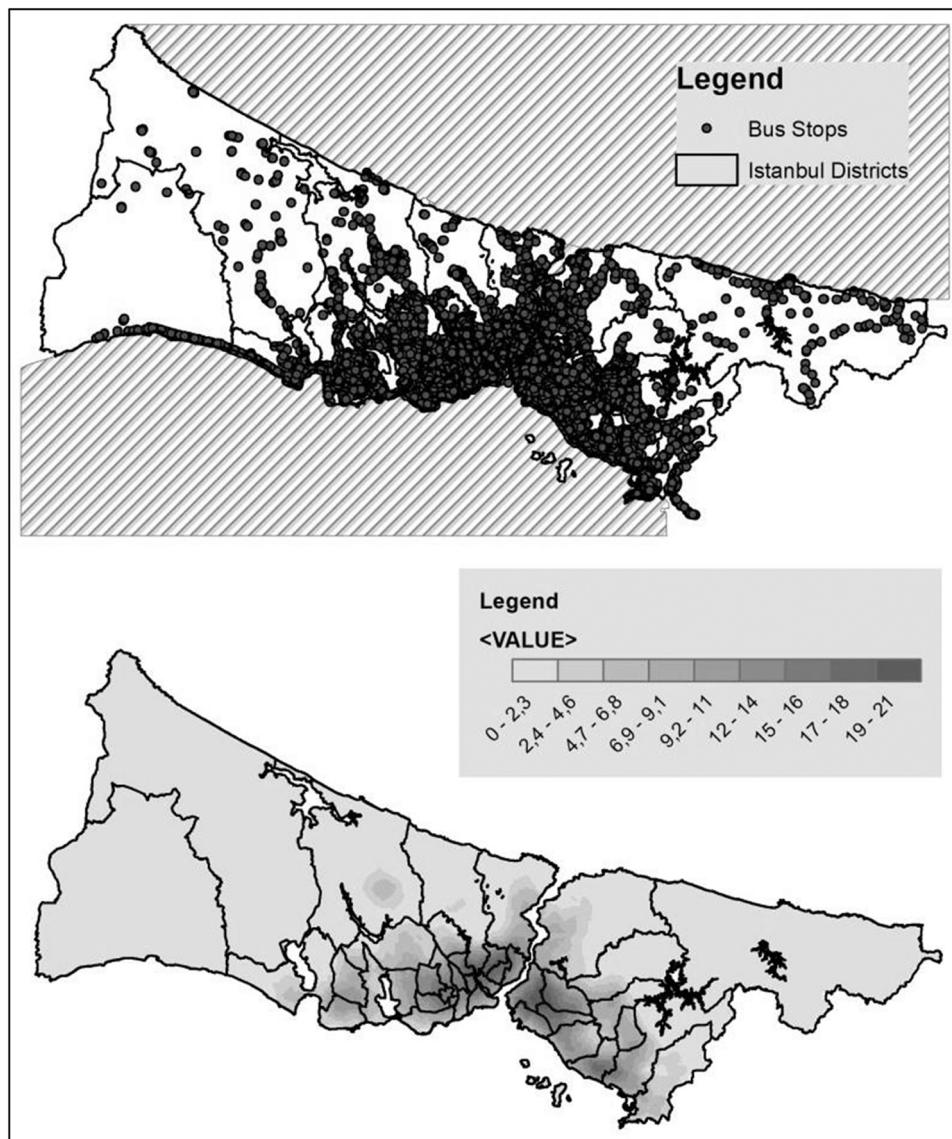 Legend
Bus Stops
Istanbul Districts
Legend
<VALUE>
0 - 2,3
2,4 - 4,6
4,7 - 6,8
6,9 - 9,1
9,2 - 11
12 - 14
15 - 16
17 - 18
19 - 21